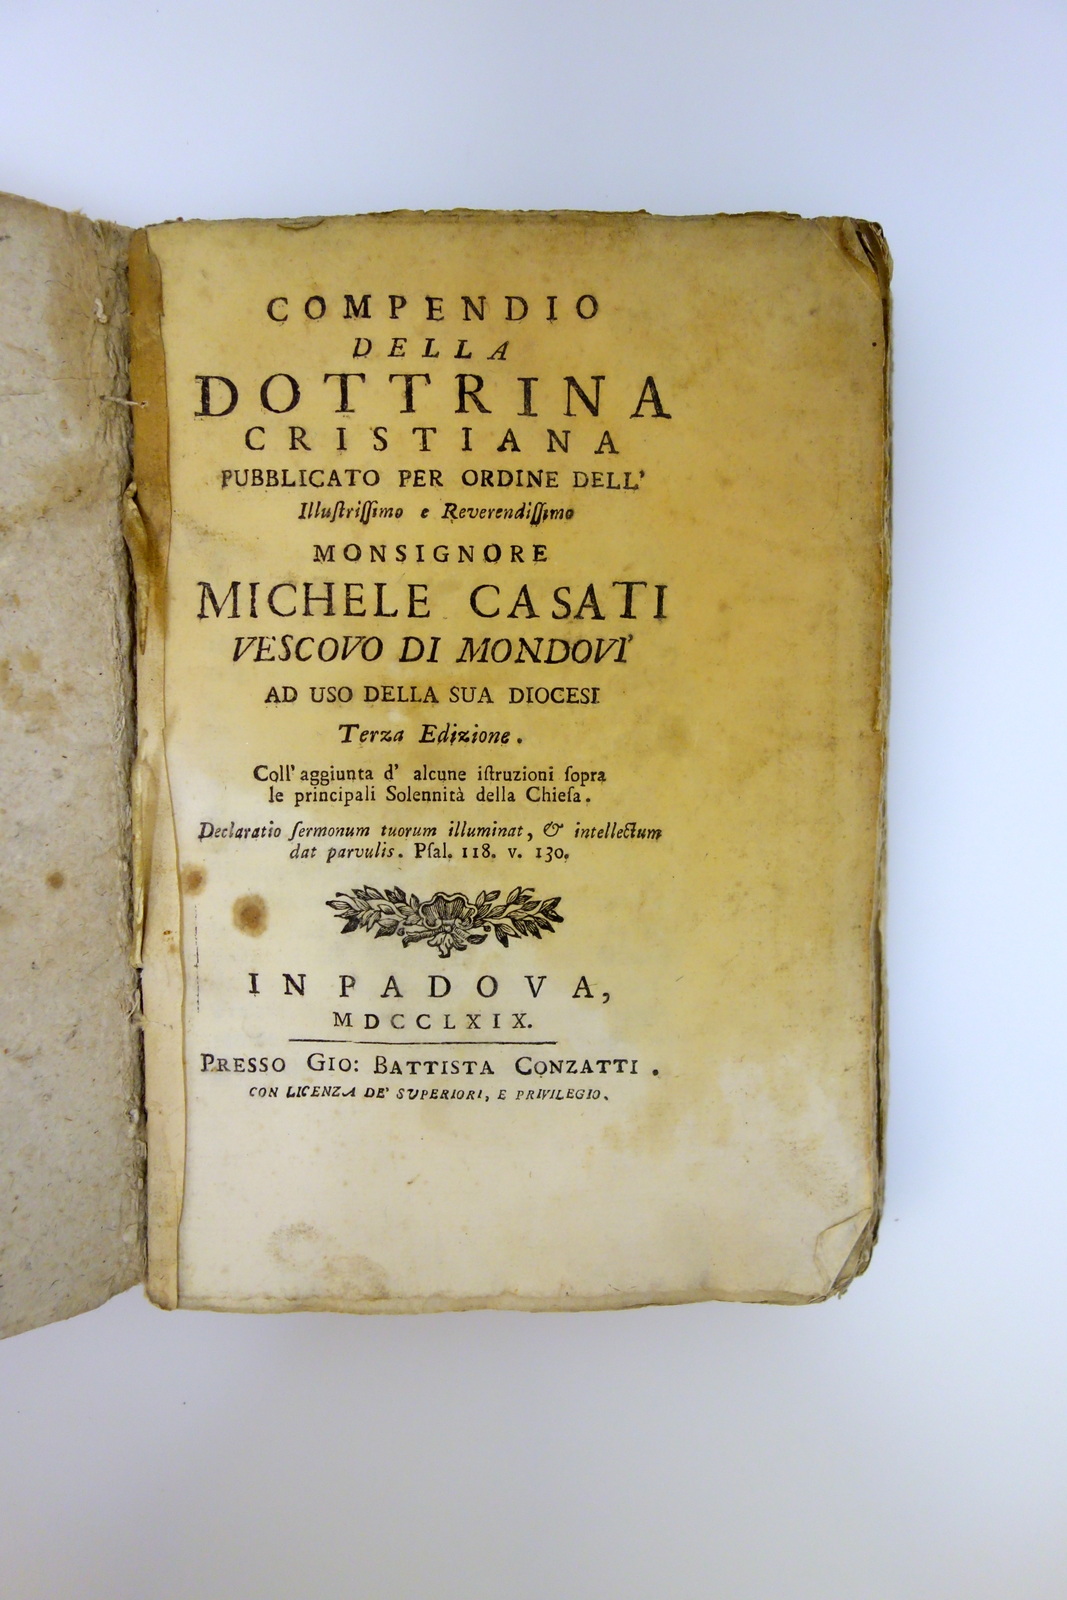 COMPENDIO
DELLA
DOTTRINA
CRISTIANA
PUBBLICATO PER ORDINE DELL'
Illuſtriſſimo e Reverendiſſimo
MONSIGNORE
MICHELE CASATI
VESCOVO DI MONDOVI'
AD USO DELLA SUA DIOCESI
Terza Edizione.
Coll' aggiunta d' alcune iſtruzioni ſopra
le principali Solennità della Chieſa.
Declaratio ſermonum tuorum illuminat, & intellectum
dat parvulis. Pſal. 118. v. 130.
IN PADOVA,
MDCCLXIX.
PRESSO GIO: BATTISTA CONZATTI.
CON LICENZA DE' SUPERIORI, E PRIVILEGIO.